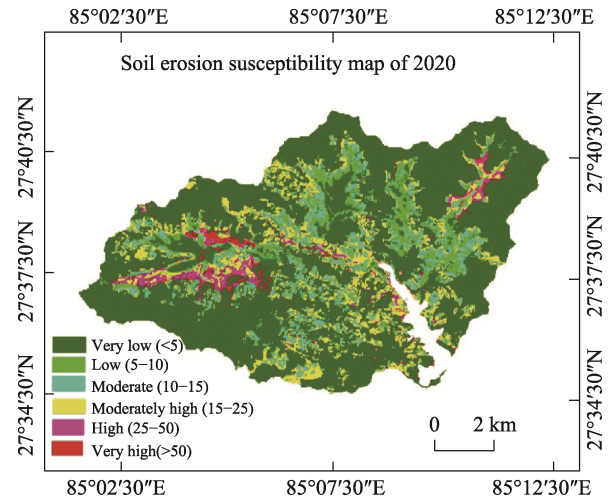 85°02′30″E 85°07′30″E 85°12′30″E
Soil erosion susceptibility map of 2020
27°40′30″N 27°40′30″N
27°37′30″N 27°37′30″N
27°34′30″N 27°34′30″N
Very low (<5)
Low (5−10)
Moderate (10−15)
Moderately high (15−25)
High (25−50)
Very high(>50)
0 2 km
85°02′30″E 85°07′30″E 85°12′30″E